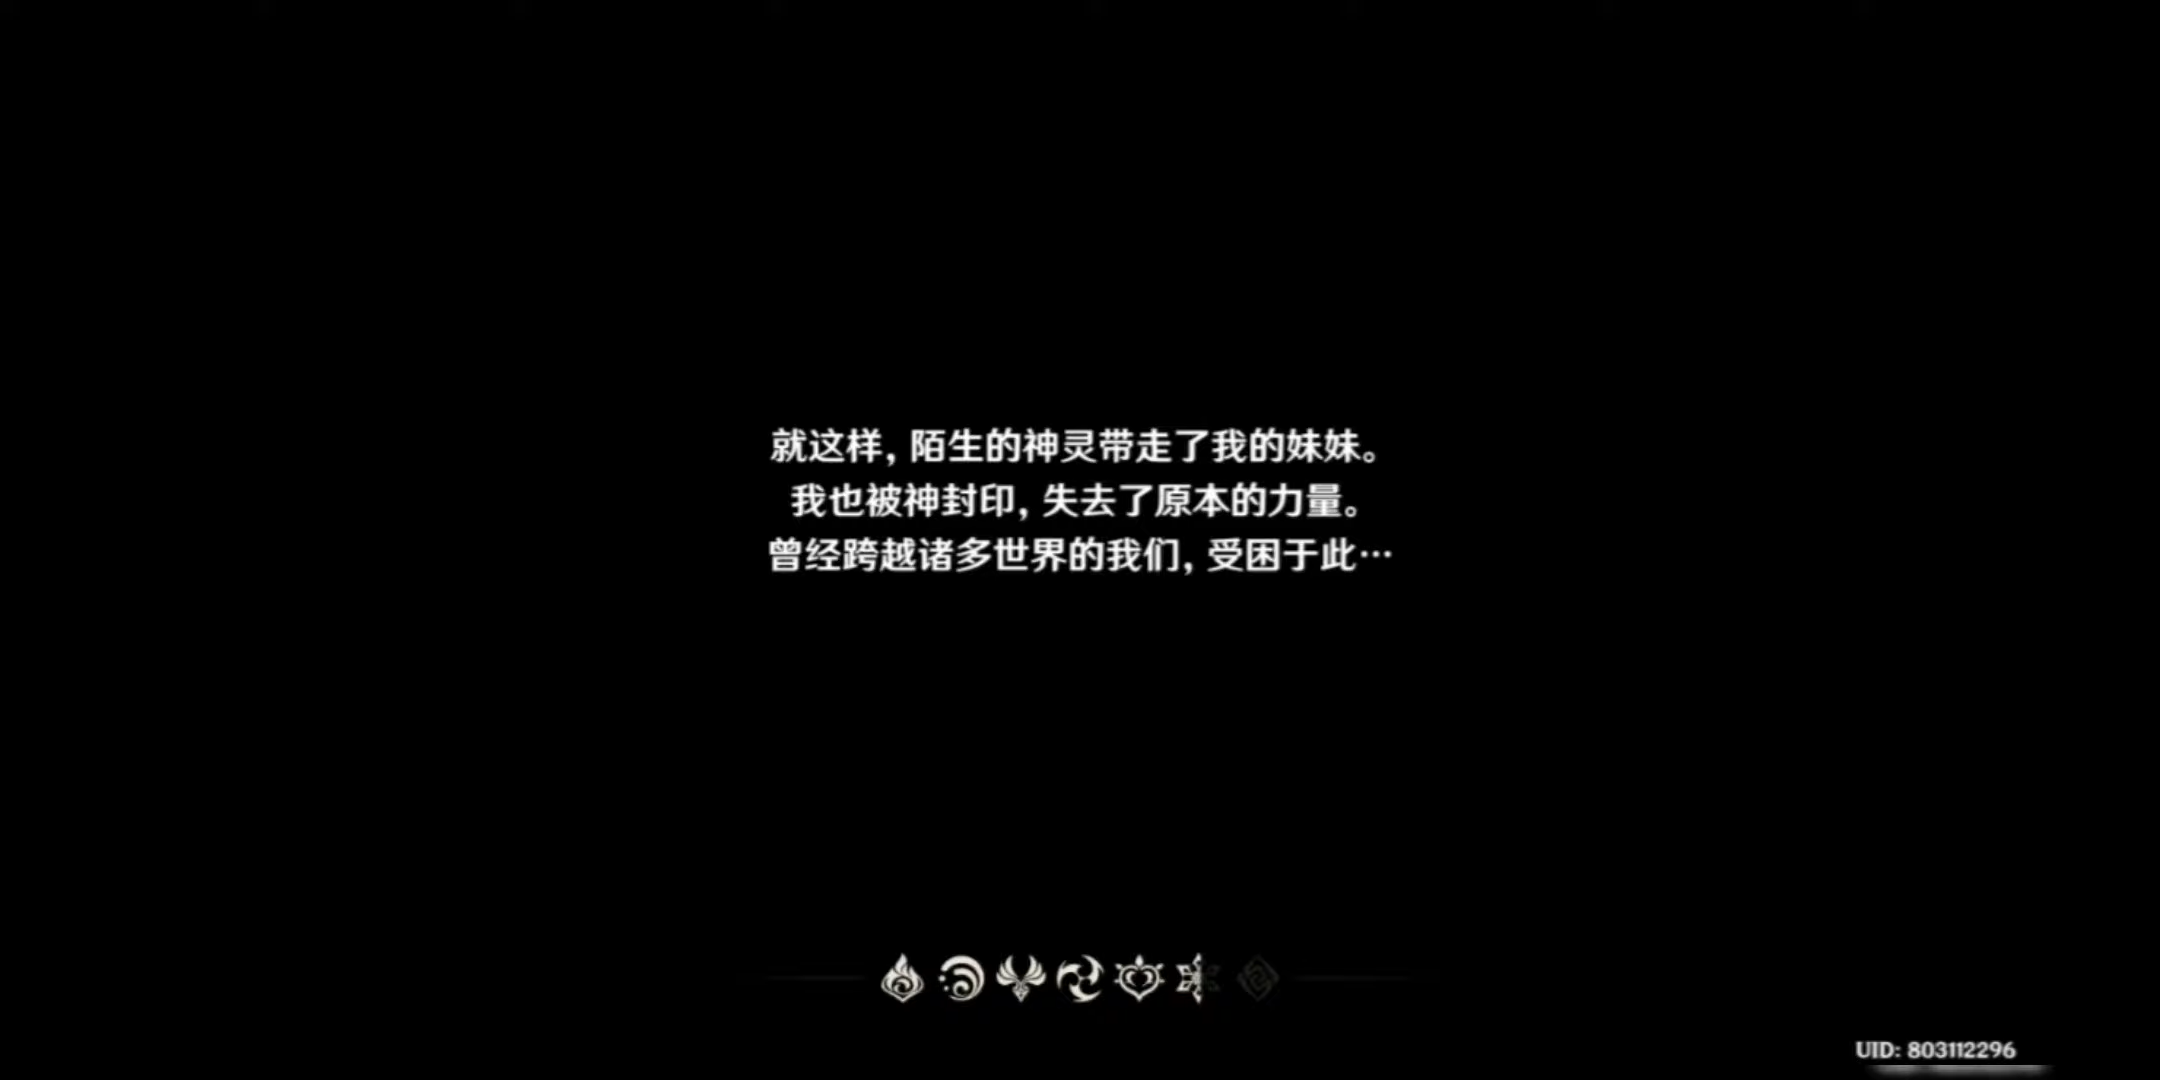 就这样, 陌生的神灵带走了我的妹妹。
我也被神封印, 失去了原本的力量。
曾经跨越诸多世界的我们, 受困于此…
UID: 803112296